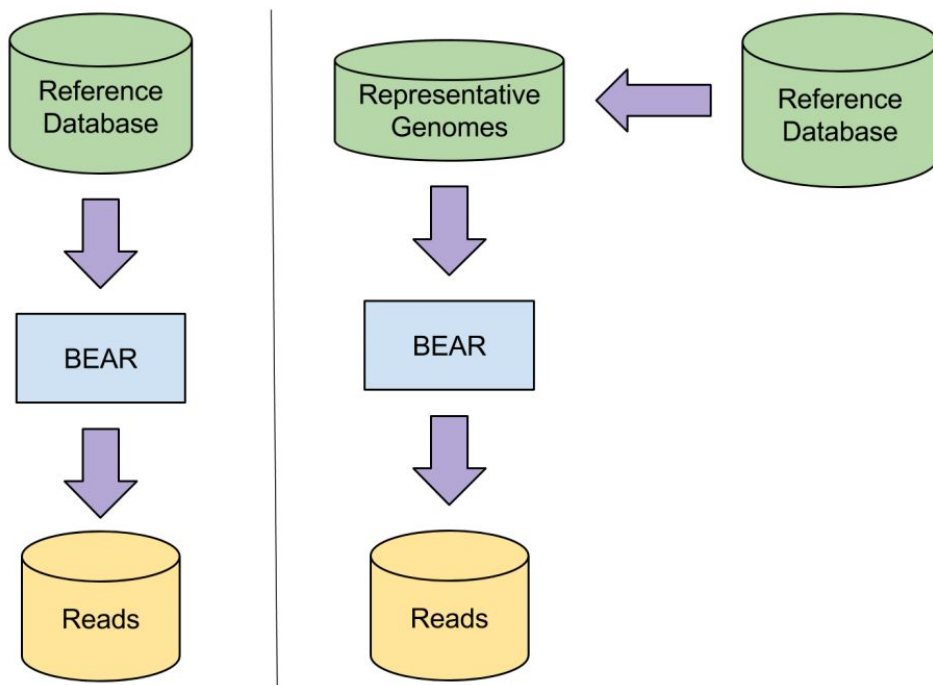 Reference
Database
BEAR
Reads
Representative
Genomes
Reference
Database
BEAR
Reads